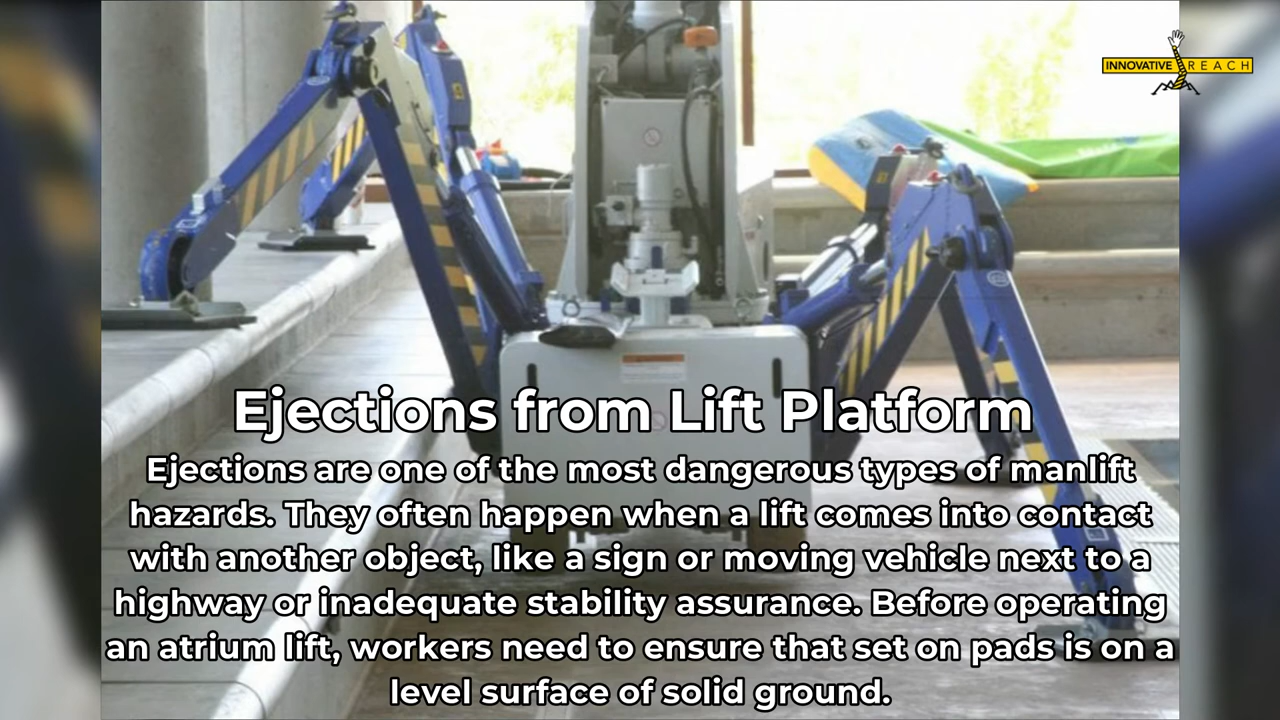 INNOVATIVE REACH
Ejections from Lift Platform
Ejections are one of the most dangerous types of manlift
hazards. They often happen when a lift comes into contact
with another object, like a sign or moving vehicle next to a
highway or inadequate stability assurance. Before operating
an atrium lift, workers need to ensure that set on pads is on a
level surface of solid ground.